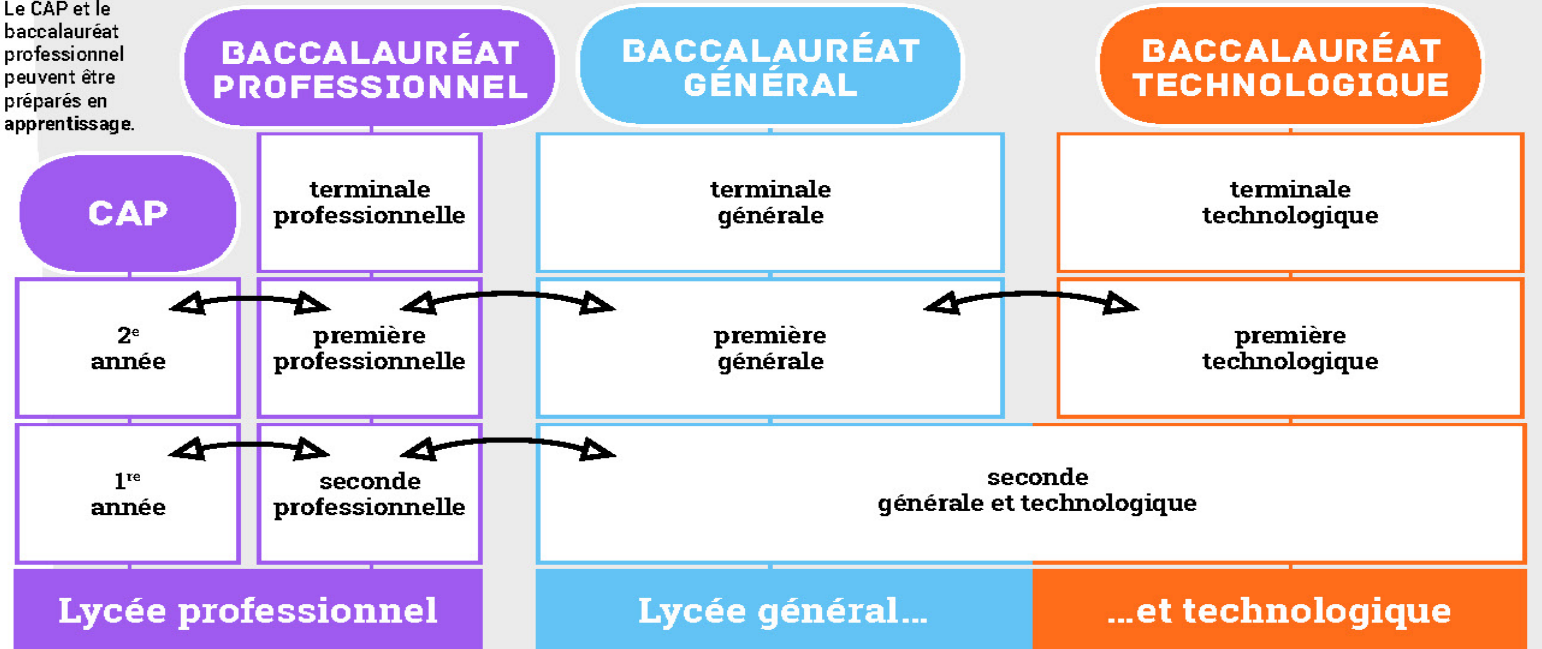 Le CAP et le
baccalauréat
professionnel
peuvent être
préparés en
apprentissage.
BACCALAURÉAT
PROFESSIONNEL
BACCALAURÉAT
GÉNÉRAL
BACCALAURÉAT
TECHNOLOGIQUE
CAP
terminale
professionnelle
terminale
générale
terminale
technologique
2e
année
première
professionnelle
première
générale
première
technologique
1re
année
seconde
professionnelle
seconde
générale et technologique
Lycée professionnel
Lycée général...
...et technologique